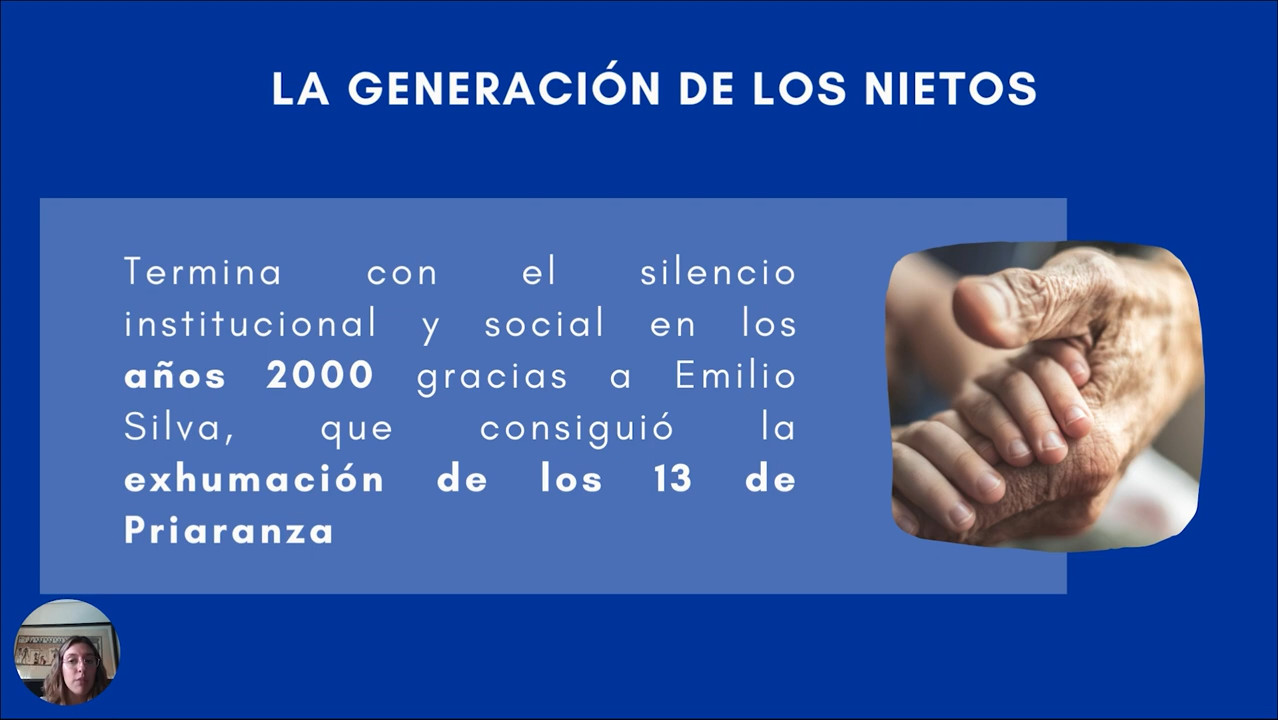 LA GENERACIÓN DE LOS NIETOS
Termina con el silencio
institucional y social en los
años 2000 gracias a Emilio
Silva, que consiguió la
exhumación de los 13 de
Priaranza